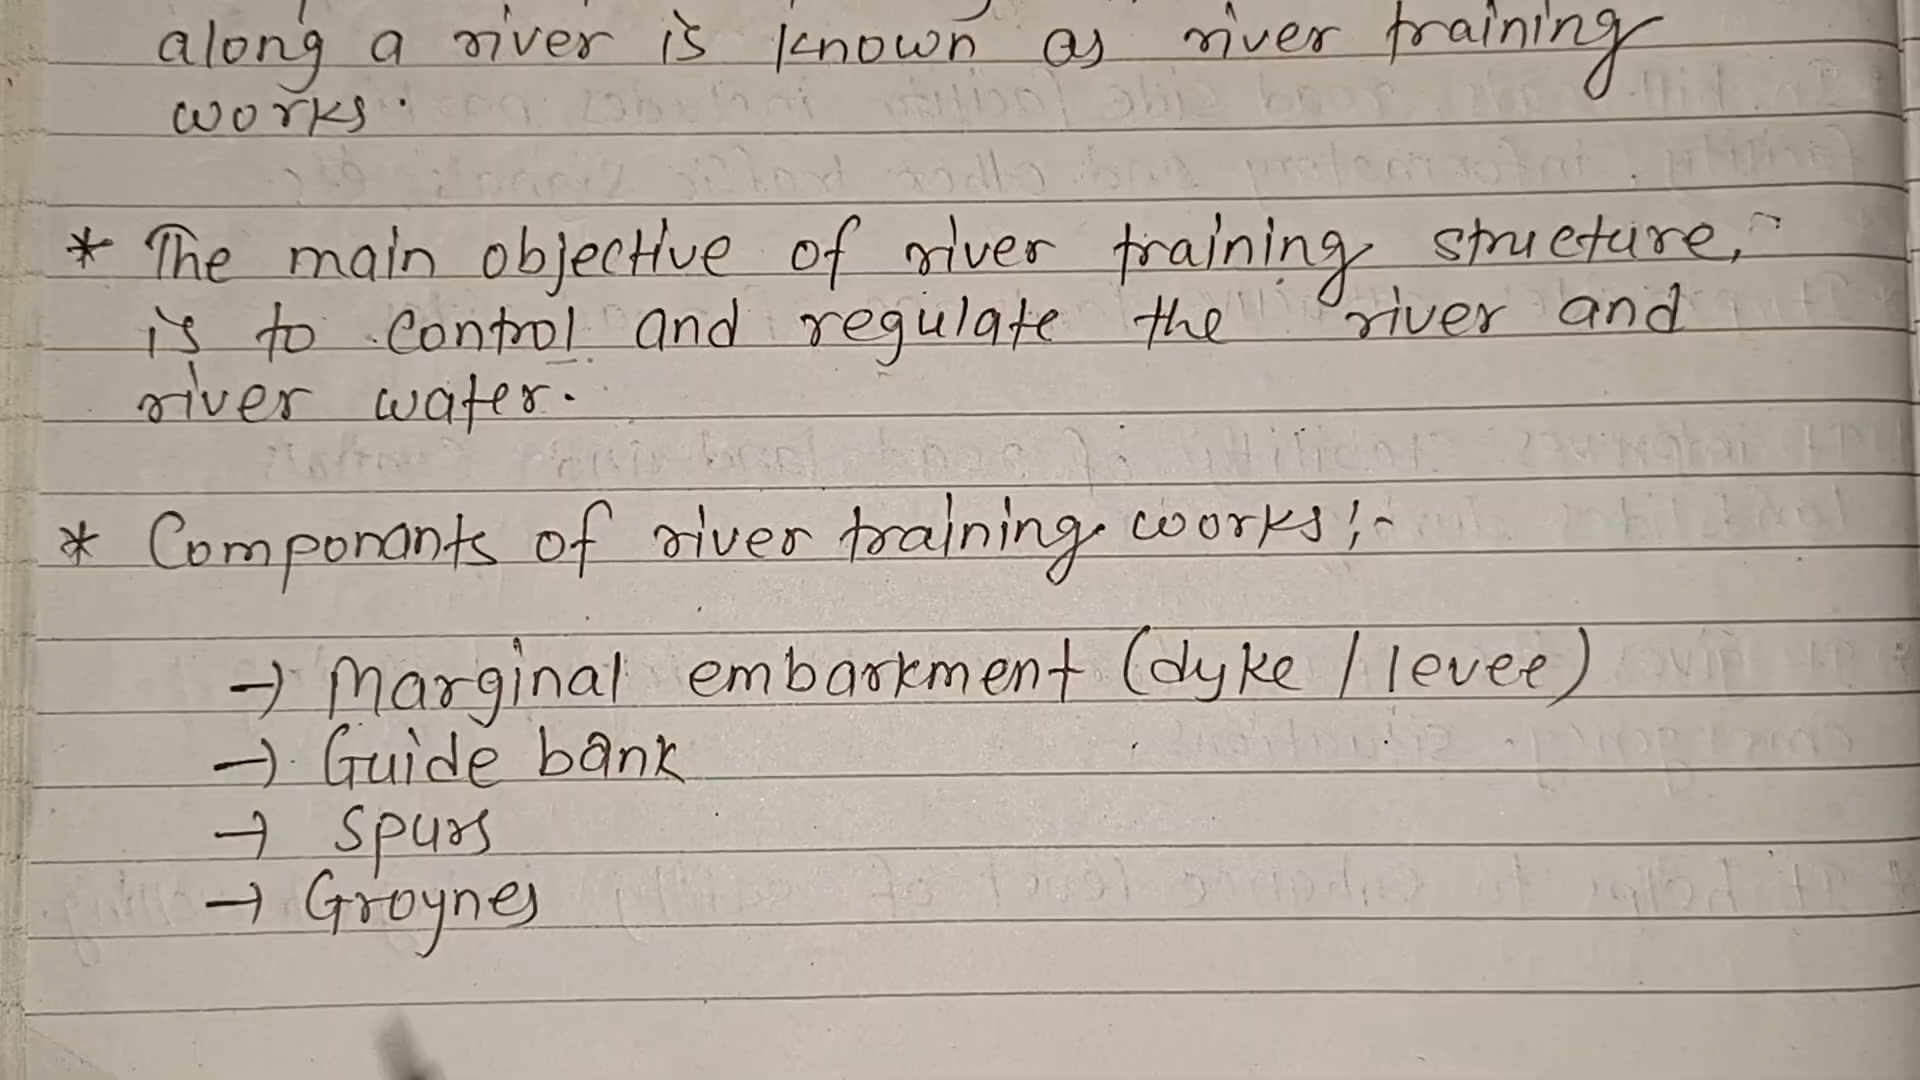 along a river is known as river training
works.
* The main objective of river training structure,
is to control and regulate the river and
river water.
* Componants of river training works :-
→ Marginal embarkment (dyke / levee)
→ Guide bank
→ Spurs
→ Groynes